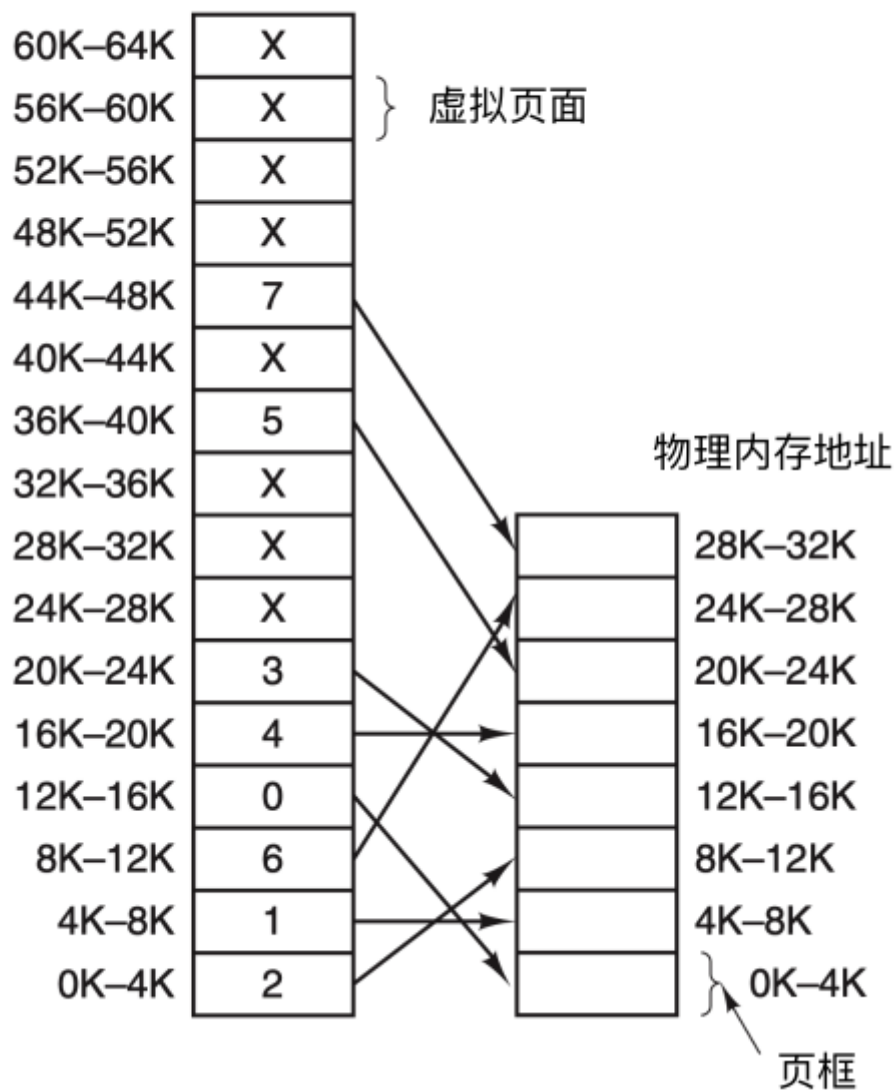 60K–64K X
56K–60K X 虚拟页面
52K–56K X
48K–52K X
44K–48K 7
40K–44K X
36K–40K 5
物理内存地址
32K–36K X
28K–32K X 28K–32K
24K–28K X 24K–28K
20K–24K 3 20K–24K
16K–20K 4 16K–20K
12K–16K 0 12K–16K
8K–12K 6 8K–12K
4K–8K 1 4K–8K
0K–4K 2 0K–4K
页框